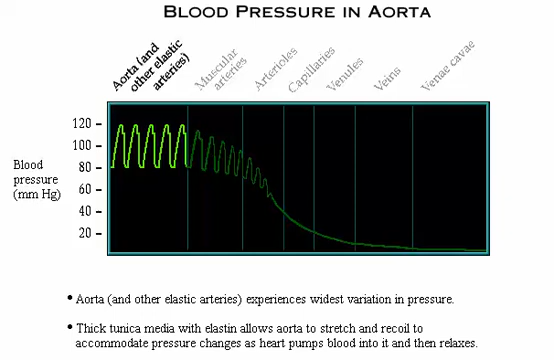 BLOOD PRESSURE IN AORTA
Aorta (and
other elastic
arteries)
Muscular
arteries
Arterioles
Capillaries
Venules
Veins
Venae cavae
120 –
100 –
80 –
60 –
40 –
20 –
Blood
pressure
(mm Hg)
• Aorta (and other elastic arteries) experiences widest variation in pressure.
• Thick tunica media with elastin allows aorta to stretch and recoil to
accommodate pressure changes as heart pumps blood into it and then relaxes.